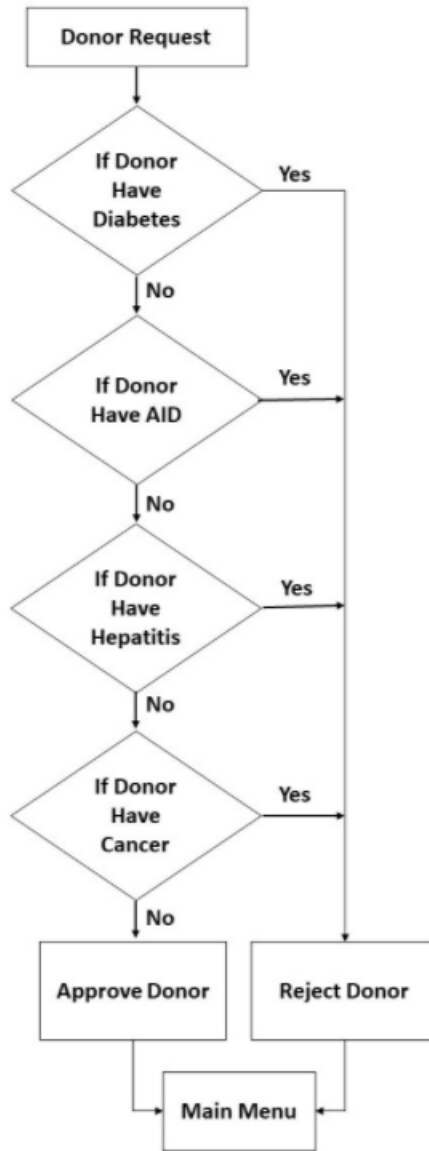 Donor Request
If Donor
Have
Diabetes
Yes
No
If Donor
Have AID
Yes
No
If Donor
Have
Hepatitis
Yes
No
If Donor
Have
Cancer
Yes
No
Approve Donor
Reject Donor
Main Menu